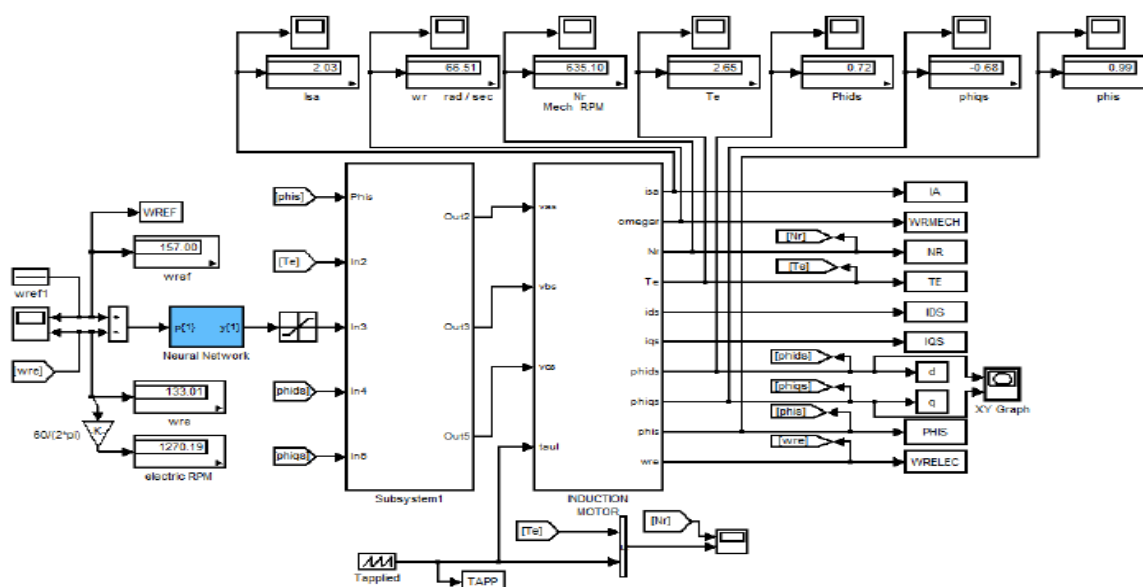 2.03
66.51
635.10
2.65
0.72
-0.68
0.99
Isa
wr rad / sec
Nr
Mech RPM
Te
Phids
phiqs
phis
[phis]
Phis
Out2
vas
isa
IA
WREF
omegar
WRMECH
157.00
wref
[Te]
In2
Nr
[Nr]
NR
wref1
vbs
Te
[Te]
TE
p{1}
y{1}
Neural Network
In3
Out3
ids
IDS
iqs
IQS
[wre]
133.01
wre
[phids]
In4
vcs
phids
[phids]
d
phiqs
[phiqs]
q
XY Graph
60/(2*pi)
-K-
Out5
phis
[phis]
PHIS
1270.19
electric RPM
[phiqs]
In5
taul
wre
[wre]
WRELEC
Subsystem1
INDUCTION
MOTOR
[Te]
[Nr]
Tapplied
TAPP